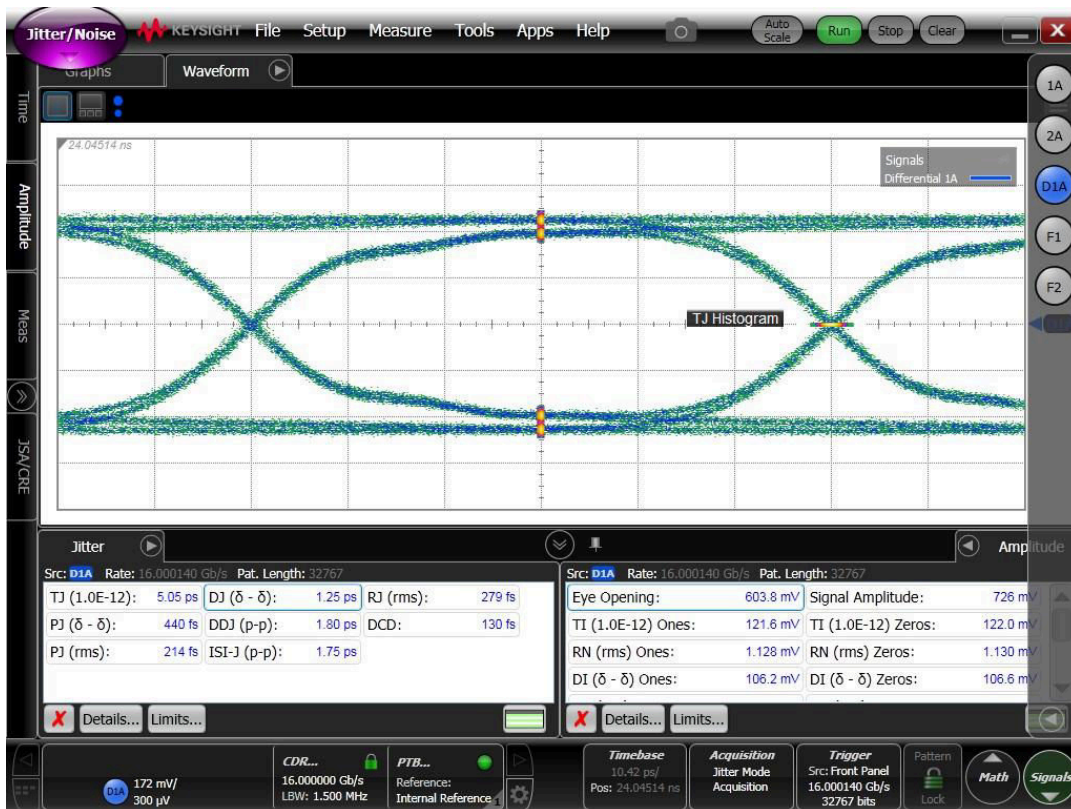 Jitter/Noise
KEYSIGHT File Setup Measure Tools Apps Help Auto Scale Run Stop Clear
Graphs Waveform
Time
Amplitude
Meas
JSA/CRE
24.04514 ns
Signals
Differential 1A
TJ Histogram
1A
2A
D1A
F1
F2
Jitter
Src: D1A Rate: 16.000140 Gb/s Pat. Length: 32767
TJ (1.0E-12): 5.05 ps DJ (δ - δ): 1.25 ps RJ (rms): 279 fs
PJ (δ - δ): 440 fs DDJ (p-p): 1.80 ps DCD: 130 fs
PJ (rms): 214 fs ISI-J (p-p): 1.75 ps
Details... Limits...
Amplitude
Src: D1A Rate: 16.000140 Gb/s Pat. Length: 32767
Eye Opening: 603.8 mV Signal Amplitude: 726 mV
TI (1.0E-12) Ones: 121.6 mV TI (1.0E-12) Zeros: 122.0 mV
RN (rms) Ones: 1.128 mV RN (rms) Zeros: 1.130 mV
DI (δ - δ) Ones: 106.2 mV DI (δ - δ) Zeros: 106.6 mV
Details... Limits...
D1A 172 mV/
300 µV
CDR...
16.000000 Gb/s
LBW: 1.500 MHz
PTB...
Reference:
Internal Reference
Timebase
10.42 ps/
Pos: 24.04514 ns
Acquisition
Jitter Mode
Acquisition
Trigger
Src: Front Panel
16.000140 Gb/s
32767 bits
Pattern
Lock
Math
Signals